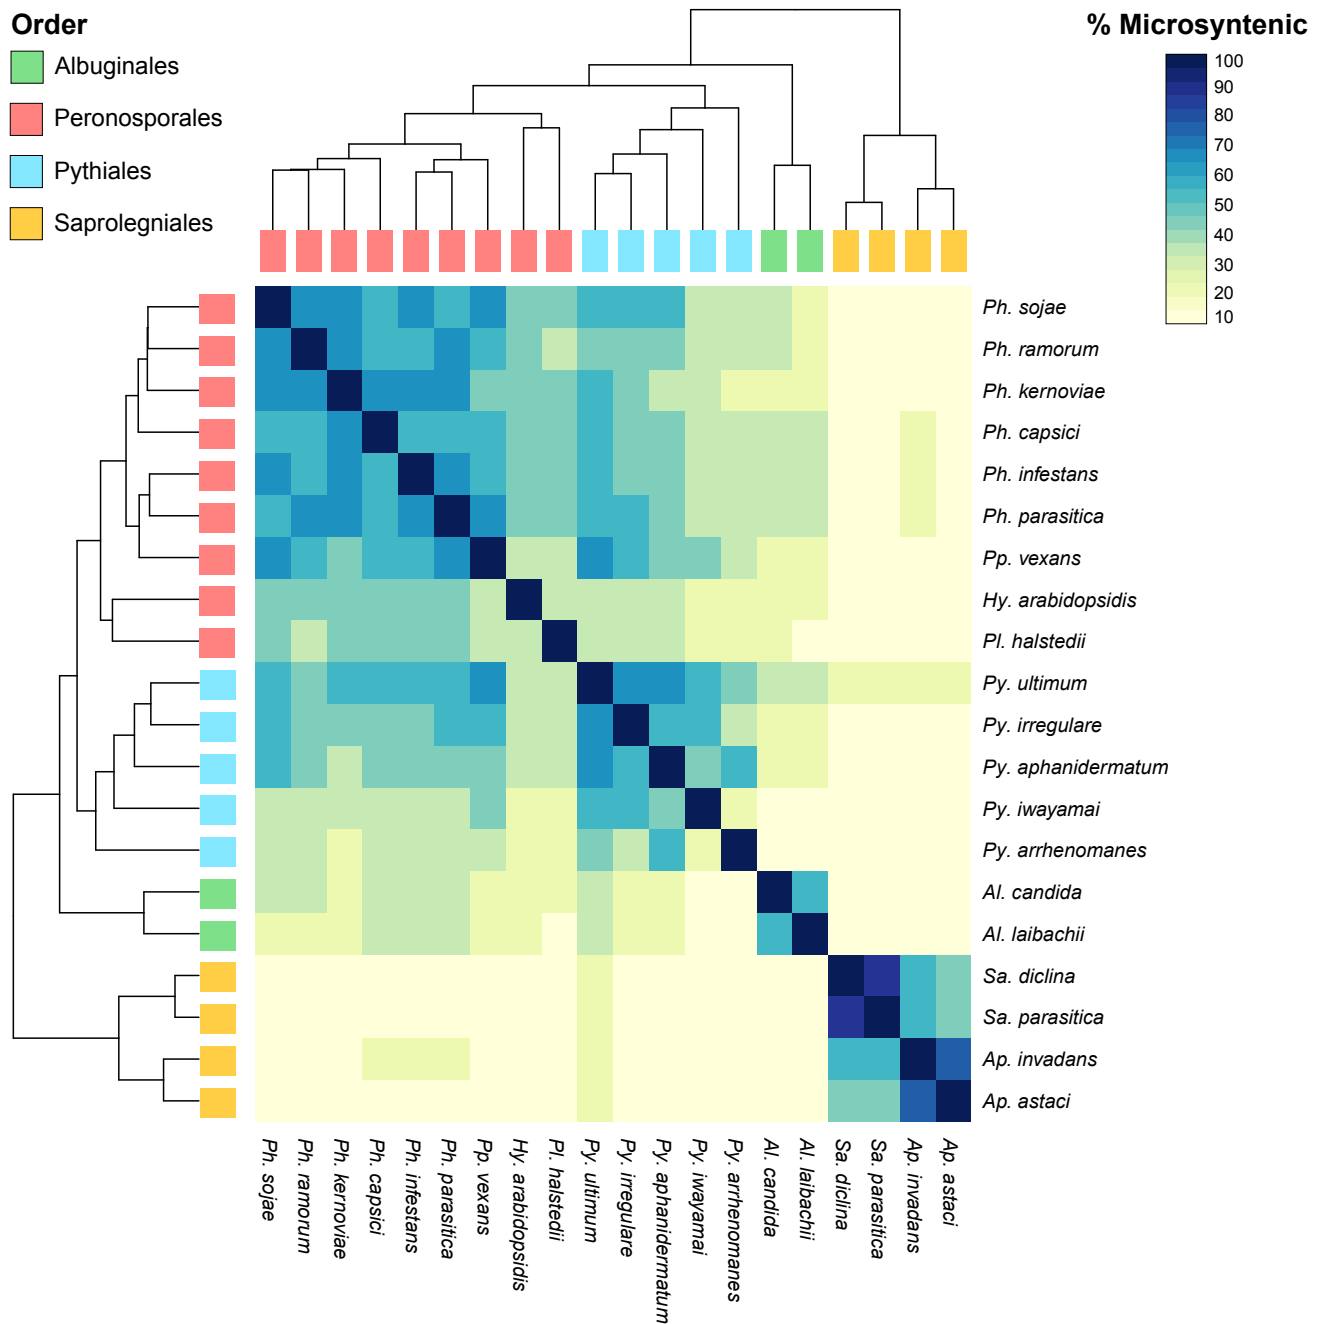 Order
Albuginales
Peronosporales
Pythiales
Saprolegniales
% Microsyntenic
100
90
80
70
60
50
40
30
20
10
Ph. sojae
Ph. ramorum
Ph. kernoviae
Ph. capsici
Ph. infestans
Ph. parasitica
Pp. vexans
Hy. arabidopsidis
Pl. halstedii
Py. ultimum
Py. irregulare
Py. aphanidermatum
Py. iwayamai
Py. arrhenomanes
Al. candida
Al. laibachii
Sa. diclina
Sa. parasitica
Ap. invadans
Ap. astaci
Ph. sojae
Ph. ramorum
Ph. kernoviae
Ph. capsici
Ph. infestans
Ph. parasitica
Pp. vexans
Hy. arabidopsidis
Pl. halstedii
Py. ultimum
Py. irregulare
Py. aphanidermatum
Py. iwayamai
Py. arrhenomanes
Al. candida
Al. laibachii
Sa. diclina
Sa. parasitica
Ap. invadans
Ap. astaci